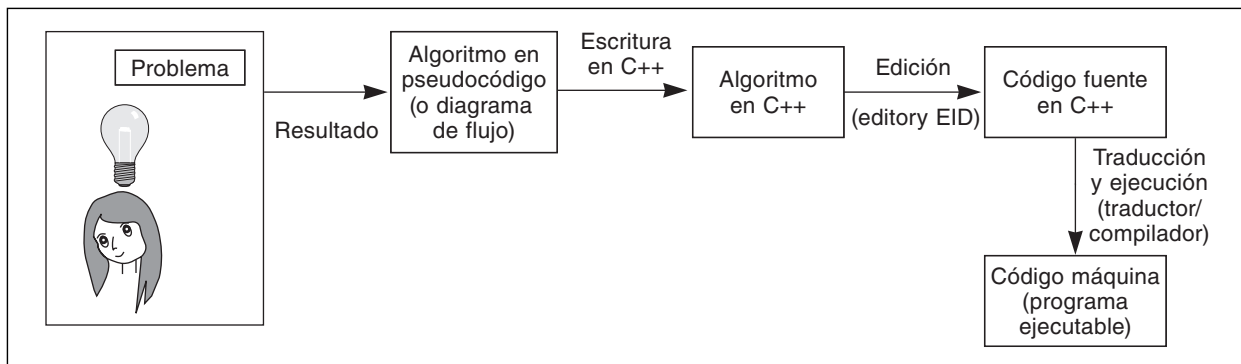 Problema
Resultado
Algoritmo en
pseudocódigo
(o diagrama
de flujo)
Escritura
en C++
Algoritmo
en C++
Edición
(editory EID)
Código fuente
en C++
Traducción
y ejecución
(traductor/
compilador)
Código máquina
(programa
ejecutable)